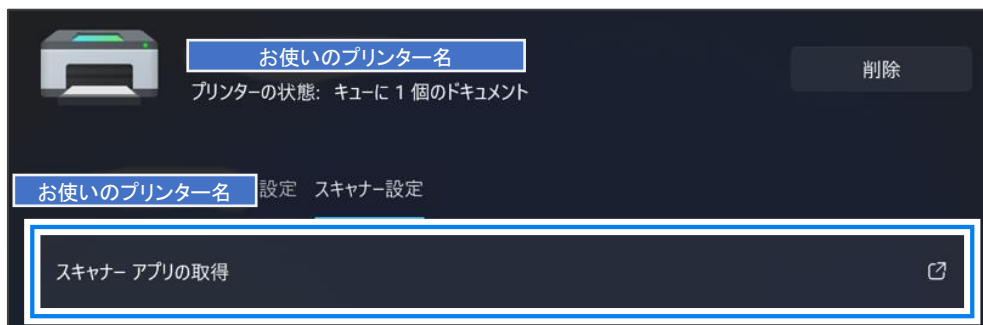 お使いのプリンター名
プリンターの状態: キューに 1 個のドキュメント
削除
お使いのプリンター名 設定 スキャナー設定
スキャナー アプリの取得